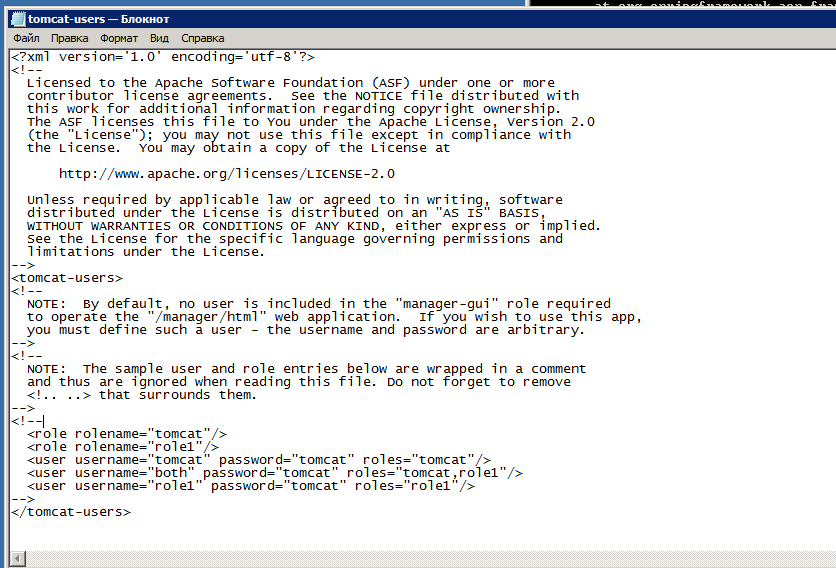 at org.springframework.aop.fra
tomcat-users — Блокнот
Файл Правка Формат Вид Справка
<?xml version='1.0' encoding='utf-8'?>
<!--
Licensed to the Apache Software Foundation (ASF) under one or more
contributor license agreements.  See the NOTICE file distributed with
this work for additional information regarding copyright ownership.
The ASF licenses this file to You under the Apache License, Version 2.0
(the "License"); you may not use this file except in compliance with
the License.  You may obtain a copy of the License at
http://www.apache.org/licenses/LICENSE-2.0
Unless required by applicable law or agreed to in writing, software
distributed under the License is distributed on an "AS IS" BASIS,
WITHOUT WARRANTIES OR CONDITIONS OF ANY KIND, either express or implied.
See the License for the specific language governing permissions and
limitations under the License.
-->
<tomcat-users>
<!--
NOTE:  By default, no user is included in the "manager-gui" role required
to operate the "/manager/html" web application.  If you wish to use this app,
you must define such a user - the username and password are arbitrary.
-->
<!--
NOTE:  The sample user and role entries below are wrapped in a comment
and thus are ignored when reading this file. Do not forget to remove
<!.. ..> that surrounds them.
-->
<!--
<role rolename="tomcat"/>
<role rolename="role1"/>
<user username="tomcat" password="tomcat" roles="tomcat"/>
<user username="both" password="tomcat" roles="tomcat,role1"/>
<user username="role1" password="tomcat" roles="role1"/>
-->
</tomcat-users>